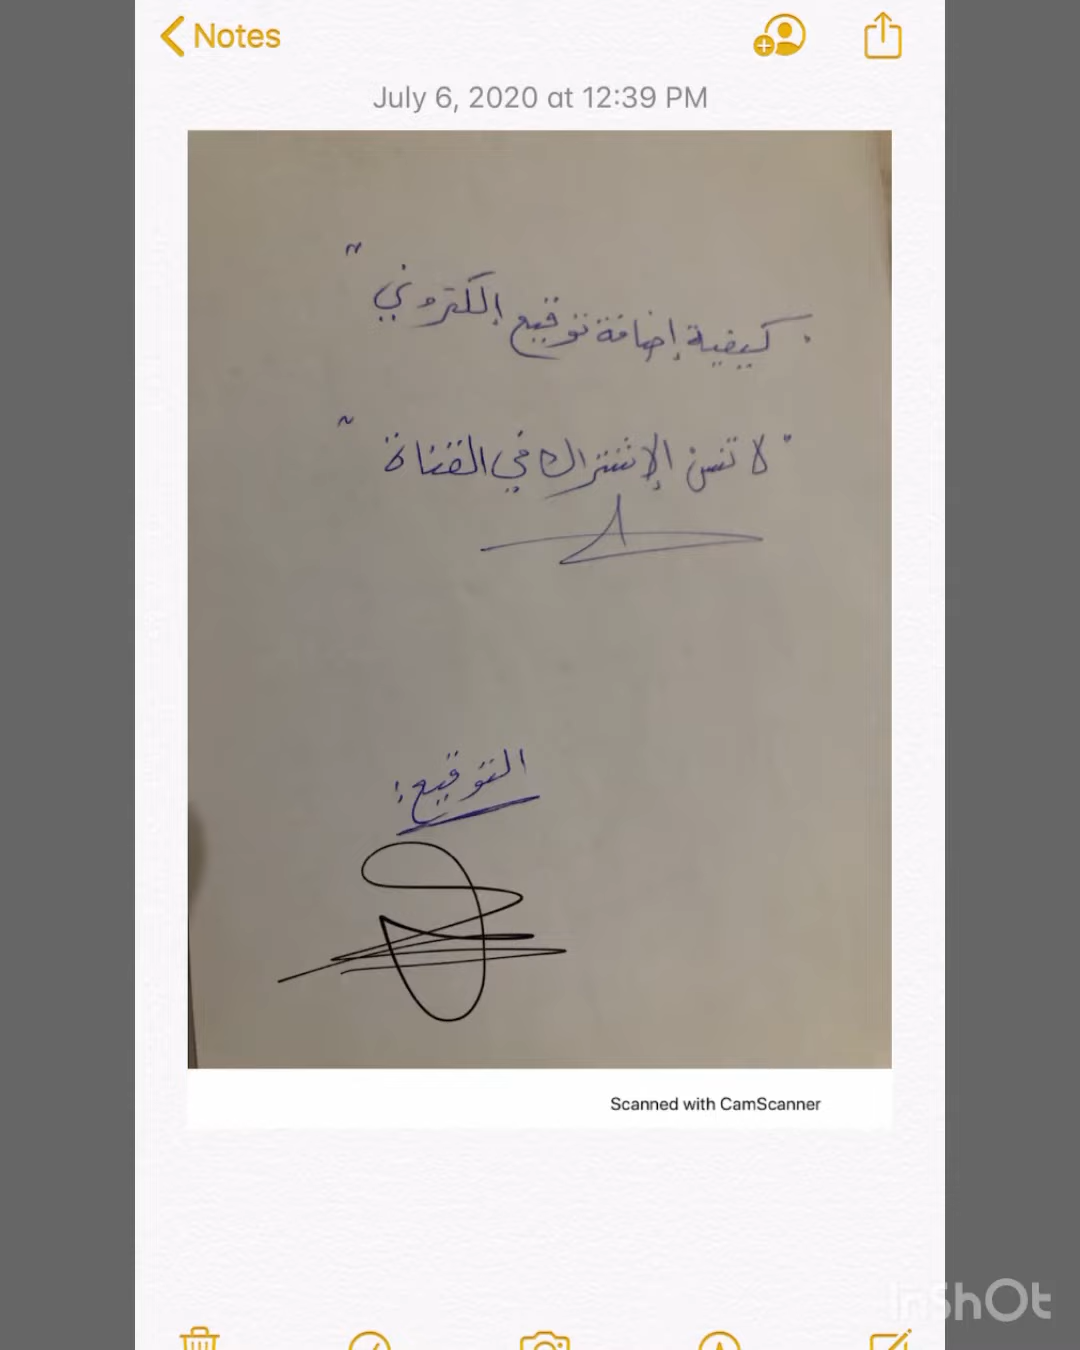 Notes
July 6, 2020 at 12:39 PM
" كيفية إضافة توقيع إلكتروني "
" لا تنس الإشتراك في القناة "
التوقيع :
Scanned with CamScanner
InShOt